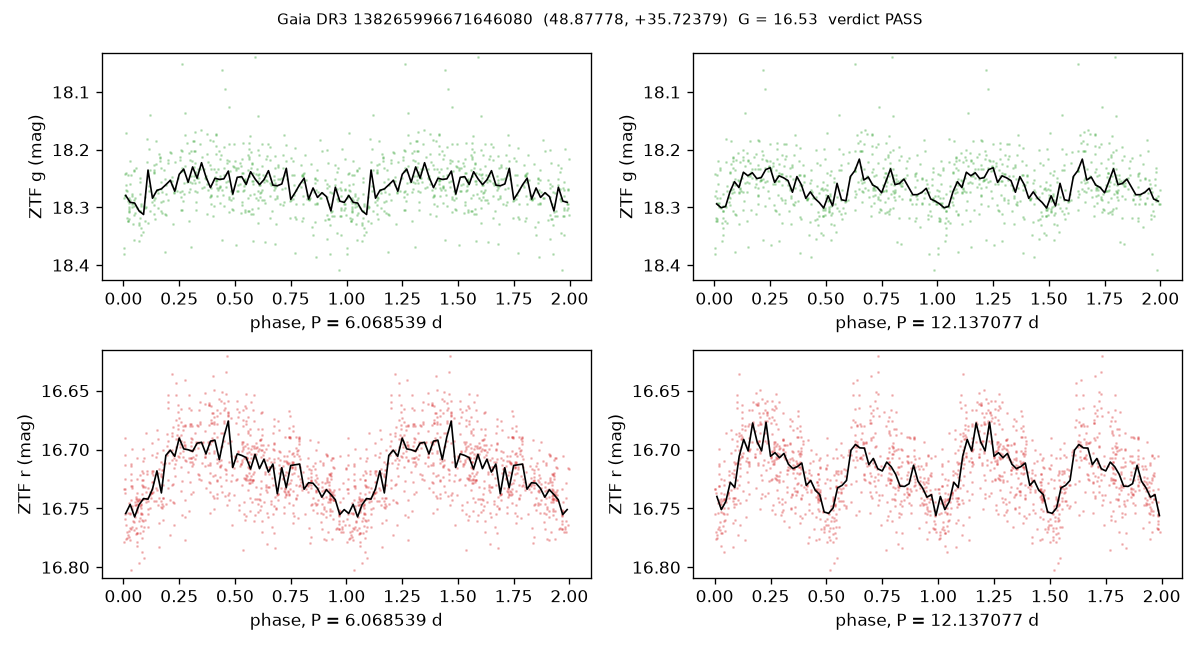 Gaia DR3 138265996671646080 (48.87778, +35.72379) G = 16.53 verdict PASS
ZTF g (mag)
18.1
18.2
18.3
18.4
0.00 0.25 0.50 0.75 1.00 1.25 1.50 1.75 2.00
phase, P = 6.068539 d
ZTF g (mag)
18.1
18.2
18.3
18.4
0.00 0.25 0.50 0.75 1.00 1.25 1.50 1.75 2.00
phase, P = 12.137077 d
ZTF r (mag)
16.65
16.70
16.75
16.80
0.00 0.25 0.50 0.75 1.00 1.25 1.50 1.75 2.00
phase, P = 6.068539 d
ZTF r (mag)
16.65
16.70
16.75
16.80
0.00 0.25 0.50 0.75 1.00 1.25 1.50 1.75 2.00
phase, P = 12.137077 d